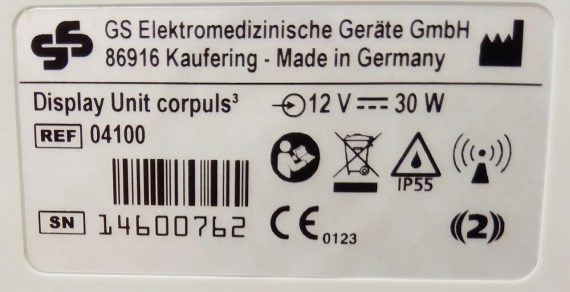 GS Elektromedizinische Geräte GmbH
86916 Kaufering - Made in Germany
Display Unit corpuls³ 12 V 30 W
REF 04100
IP55
SN 14600762
CE 0123
((2))